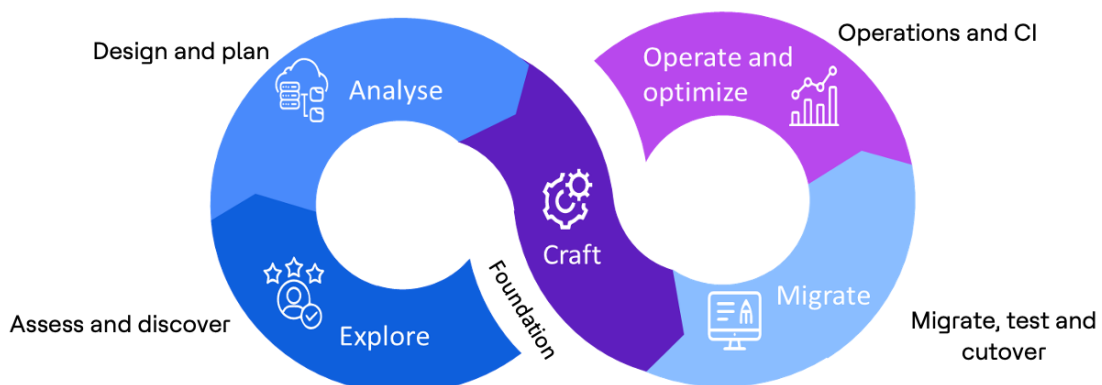 Design and plan
Analyse
Operate and
optimize
Operations and CI
Craft
Foundation
Assess and discover
Explore
Migrate
Migrate, test and
cutover